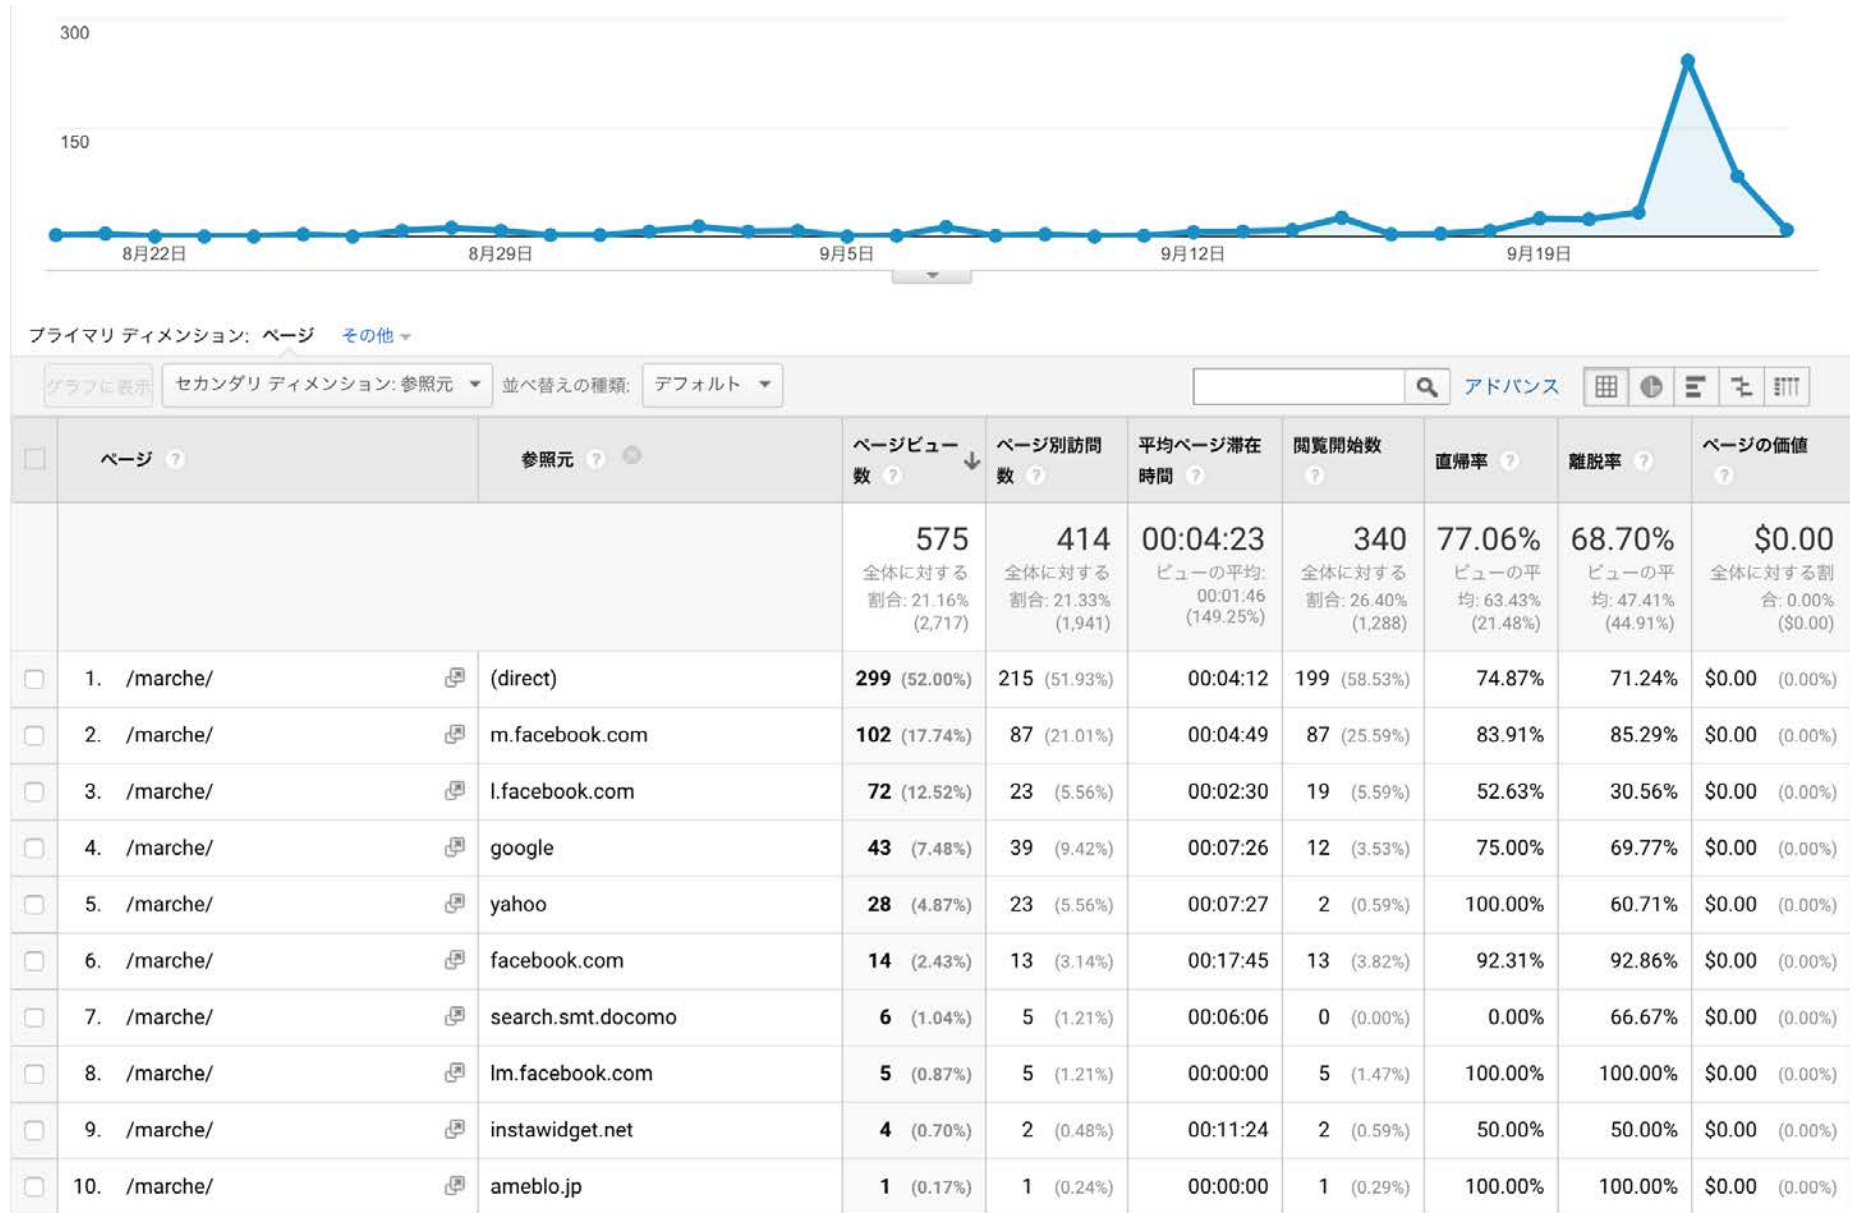 300
150
8月22日 8月29日 9月5日 9月12日 9月19日
プライマリ ディメンション: ページ その他
グラフに表示 セカンダリ ディメンション: 参照元 並べ替えの種類: デフォルト アドバンス
ページ ? 参照元 ? ページビュー数 ? ページ別訪問数 ? 平均ページ滞在時間 ? 閲覧開始数 ? 直帰率 ? 離脱率 ? ページの価値 ?
575 414 00:04:23 340 77.06% 68.70% $0.00
全体に対する割合: 21.16% (2,717) 全体に対する割合: 21.33% (1,941) ビューの平均: 00:01:46 (149.25%) 全体に対する割合: 26.40% (1,288) ビューの平均: 63.43% (21.48%) ビューの平均: 47.41% (44.91%) 全体に対する割合: 0.00% ($0.00)
1. /marche/ (direct) 299 (52.00%) 215 (51.93%) 00:04:12 199 (58.53%) 74.87% 71.24% $0.00 (0.00%)
2. /marche/ m.facebook.com 102 (17.74%) 87 (21.01%) 00:04:49 87 (25.59%) 83.91% 85.29% $0.00 (0.00%)
3. /marche/ l.facebook.com 72 (12.52%) 23 (5.56%) 00:02:30 19 (5.59%) 52.63% 30.56% $0.00 (0.00%)
4. /marche/ google 43 (7.48%) 39 (9.42%) 00:07:26 12 (3.53%) 75.00% 69.77% $0.00 (0.00%)
5. /marche/ yahoo 28 (4.87%) 23 (5.56%) 00:07:27 2 (0.59%) 100.00% 60.71% $0.00 (0.00%)
6. /marche/ facebook.com 14 (2.43%) 13 (3.14%) 00:17:45 13 (3.82%) 92.31% 92.86% $0.00 (0.00%)
7. /marche/ search.smt.docomo 6 (1.04%) 5 (1.21%) 00:06:06 0 (0.00%) 0.00% 66.67% $0.00 (0.00%)
8. /marche/ lm.facebook.com 5 (0.87%) 5 (1.21%) 00:00:00 5 (1.47%) 100.00% 100.00% $0.00 (0.00%)
9. /marche/ instawidget.net 4 (0.70%) 2 (0.48%) 00:11:24 2 (0.59%) 50.00% 50.00% $0.00 (0.00%)
10. /marche/ ameblo.jp 1 (0.17%) 1 (0.24%) 00:00:00 1 (0.29%) 100.00% 100.00% $0.00 (0.00%)